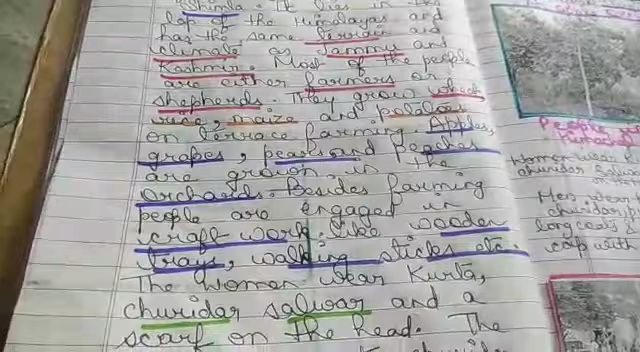 Shimla. It lies in the
lap of the Himalayas and
has the same terrain and
climate as Jammu and
Kashmir. Most of the people
are either farmers or
shepherds. They grow wheat,
rice, maize and potatoes
on terrace farming. Apples,
grapes, pears and Peaches
are grown in the
orchards. Besides farming
people are engaged in
craft work like wooden
trays, walking sticks etc.
The women wear Kurta,
churidar salwar and a
scarf on the head. The
churidar
People
Women wear
churidar Salwar
Men wear
churidar,
long coats &
cap with